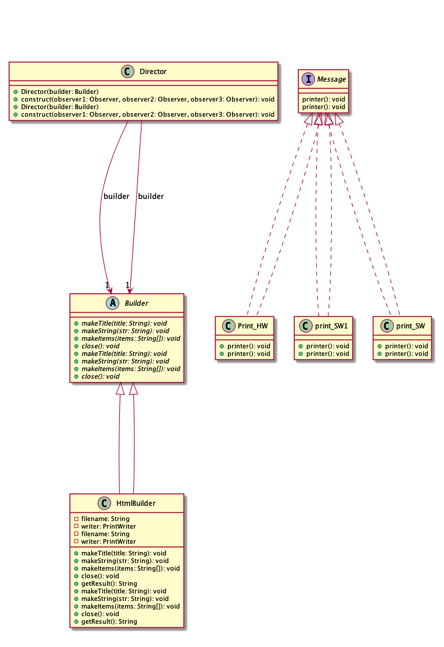 C Director
Director(builder: Builder)
construct(observer1: Observer, observer2: Observer, observer3: Observer): void
Director(builder: Builder)
construct(observer1: Observer, observer2: Observer, observer3: Observer): void
I Message
printer(): void
printer(): void
builder
builder
1
1
A Builder
makeTitle(title: String): void
makeString(str: String): void
makeItems(items: String[]): void
close(): void
makeTitle(title: String): void
makeString(str: String): void
makeItems(items: String[]): void
close(): void
C Print_HW
printer(): void
printer(): void
C print_SW1
printer(): void
printer(): void
C print_SW
printer(): void
printer(): void
C HtmlBuilder
filename: String
writer: PrintWriter
filename: String
writer: PrintWriter
makeTitle(title: String): void
makeString(str: String): void
makeItems(items: String[]): void
close(): void
getResult(): String
makeTitle(title: String): void
makeString(str: String): void
makeItems(items: String[]): void
close(): void
getResult(): String